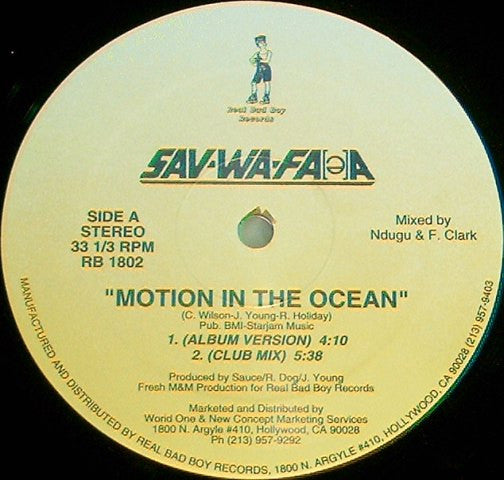 Real Bad Boy
Records
SAV-WA-FA[ə]A
SIDE A
STEREO
33 1/3 RPM
RB 1802
Mixed by
Ndugu & F. Clark
"MOTION IN THE OCEAN"
(C. Wilson-J. Young-R. Holiday)
Pub. BMI-Starjam Music
1. (ALBUM VERSION) 4:10
2. (CLUB MIX) 5:38
Produced by Sauce/R. Dog/J. Young
Fresh M&M Production for Real Bad Boy Records
Marketed and Distributed by
World One & New Concept Marketing Services
1800 N. Argyle #410, Hollywood, CA 90028
Ph (213) 957-9292
MANUFACTURED AND DISTRIBUTED BY REAL BAD BOY RECORDS, 1800 N. ARGYLE #410, HOLLYWOOD, CA 90028 (213) 957-9403